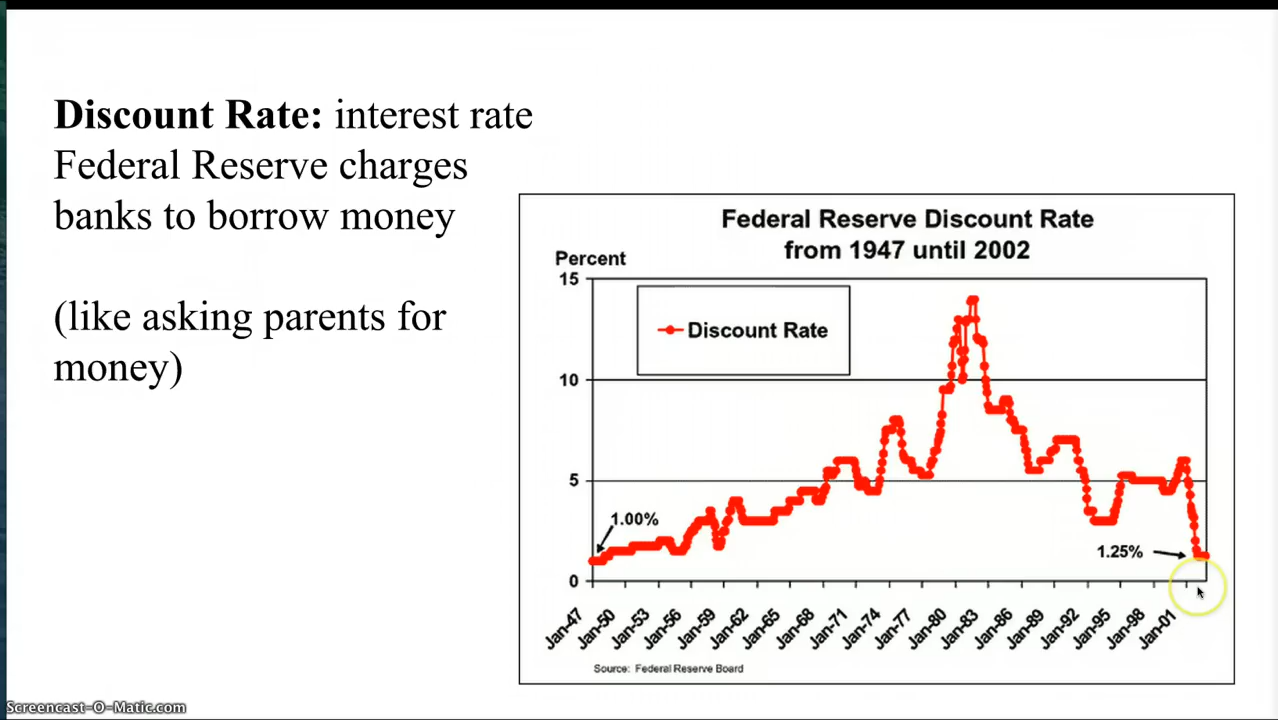 Discount Rate: interest rate
Federal Reserve charges
banks to borrow money
(like asking parents for
money)
Federal Reserve Discount Rate
from 1947 until 2002
Percent
15
Discount Rate
10
5
1.00%
1.25%
0
Jan-47 Jan-50 Jan-53 Jan-56 Jan-59 Jan-62 Jan-65 Jan-68 Jan-71 Jan-74 Jan-77 Jan-80 Jan-83 Jan-86 Jan-89 Jan-92 Jan-95 Jan-98 Jan-01
Source: Federal Reserve Board
Screencast-O-Matic.com